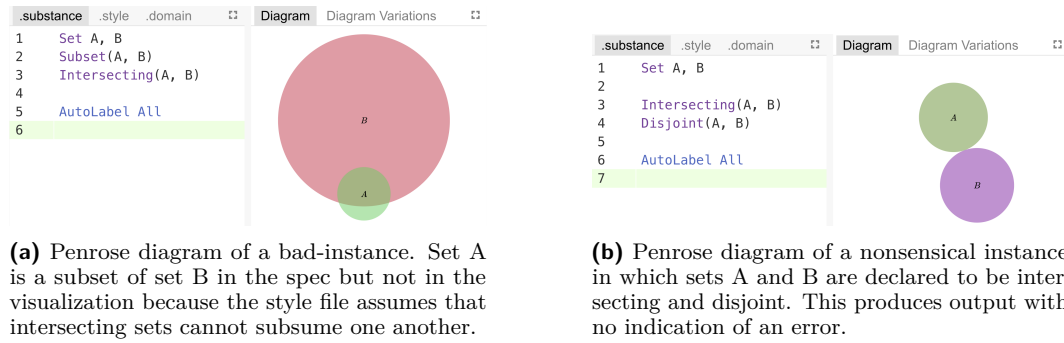 .substance .style .domain
Diagram Diagram Variations
1 Set A, B
2 Subset(A, B)
3 Intersecting(A, B)
4
5 AutoLabel All
6
B
A
(a) Penrose diagram of a bad-instance. Set A
is a subset of set B in the spec but not in the
visualization because the style file assumes that
intersecting sets cannot subsume one another.
.substance .style .domain
Diagram Diagram Variations
1 Set A, B
2
3 Intersecting(A, B)
4 Disjoint(A, B)
5
6 AutoLabel All
7
A
B
(b) Penrose diagram of a nonsensical instance
in which sets A and B are declared to be inter
secting and disjoint. This produces output with
no indication of an error.